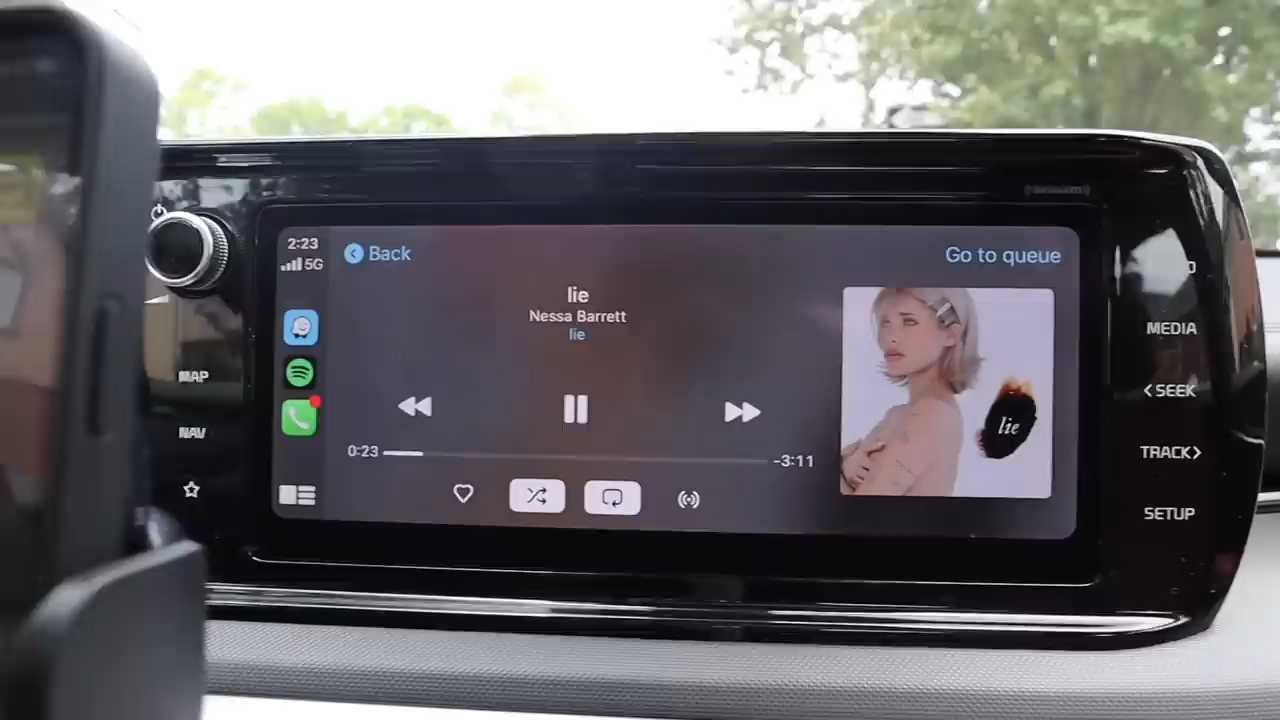 2:23
5G
Back
Go to queue
lie
Nessa Barrett
lie
0:23
-3:11
lie
MAP
NAV
MEDIA
< SEEK
TRACK>
SETUP